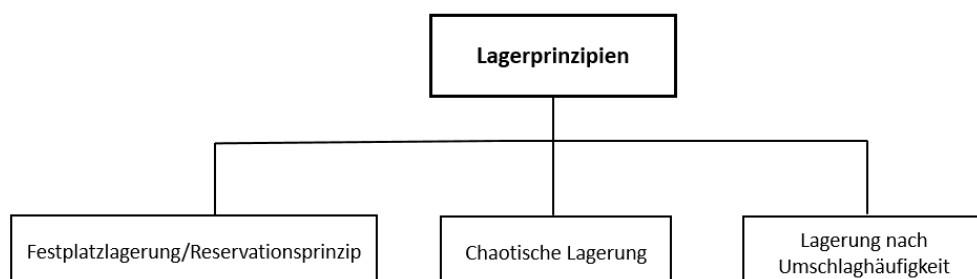 Lagerprinzipien
Festplatzlagerung/Reservationsprinzip
Chaotische Lagerung
Lagerung nach
Umschlaghäufigkeit